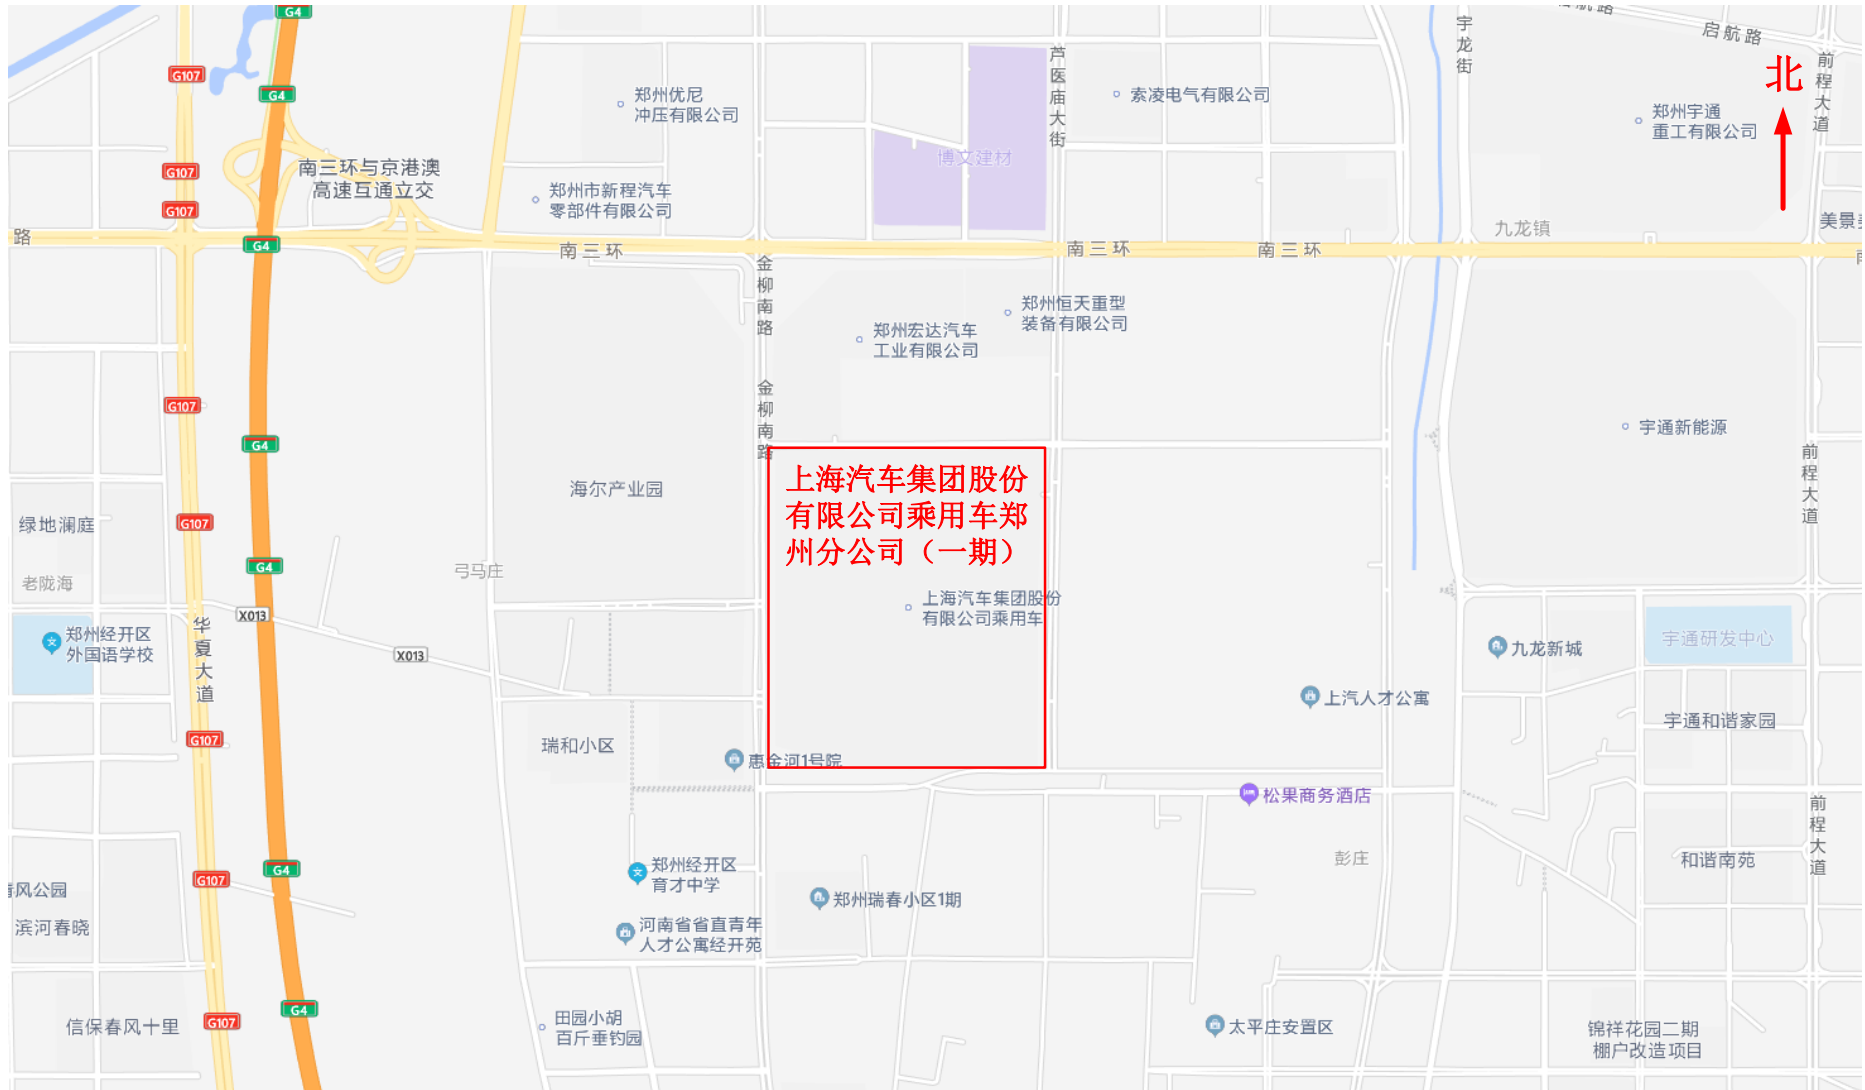 G4
启航路
宇龙街
前程大道
G107
G4
郑州优尼
冲压有限公司
芦医庙大街
索凌电气有限公司
北
郑州宇通
重工有限公司
博文建材
南三环与京港澳
高速互通立交
G107
郑州市新程汽车
零部件有限公司
G107
九龙镇
美景
路
G4
南三环
南三环
南三环
金柳南路
郑州恒天重型
装备有限公司
郑州宏达汽车
工业有限公司
金柳南路
G107
宇通新能源
G4
前程大道
上海汽车集团股份
有限公司乘用车郑
州分公司（一期）
海尔产业园
绿地澜庭
G107
G4
弓马庄
老陇海
上海汽车集团股份
有限公司乘用车
X013
华夏大道
郑州经开区
外国语学校
X013
九龙新城
宇通研发中心
上汽人才公寓
宇通和谐家园
G107
瑞和小区
惠金河1号院
松果商务酒店
前程大道
彭庄
和谐南苑
郑州经开区
育才中学
G4
G107
风公园
郑州瑞春小区1期
滨河春晓
河南省省直青年
人才公寓经开苑
G4
G107
信保春风十里
田园小胡
百斤垂钓园
太平庄安置区
锦祥花园二期
棚户改造项目